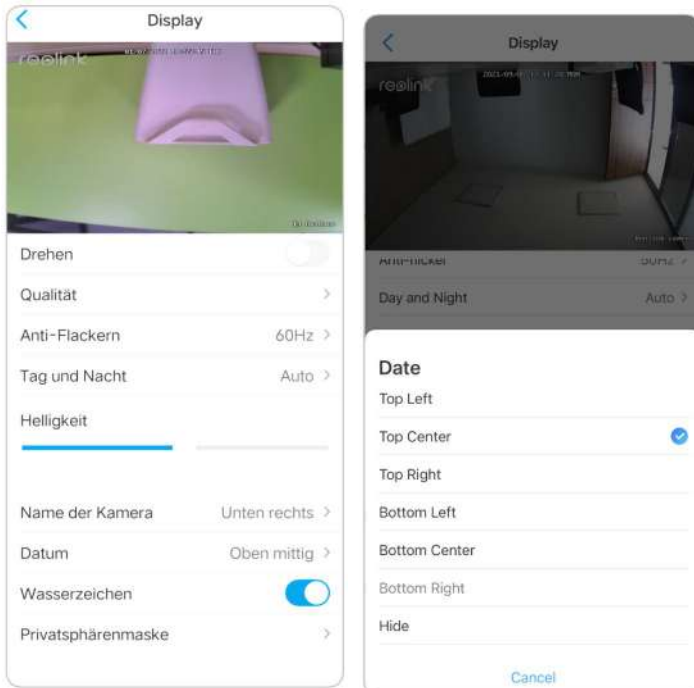 Display
reolink
Drehen
Qualität
Anti-Flackern 60Hz
Tag und Nacht Auto
Helligkeit
Name der Kamera Unten rechts
Datum Oben mittig
Wasserzeichen
Privatsphärenmaske
Display
reolink
Anti-flicker 50Hz
Day and Night Auto
Date
Top Left
Top Center
Top Right
Bottom Left
Bottom Center
Bottom Right
Hide
Cancel